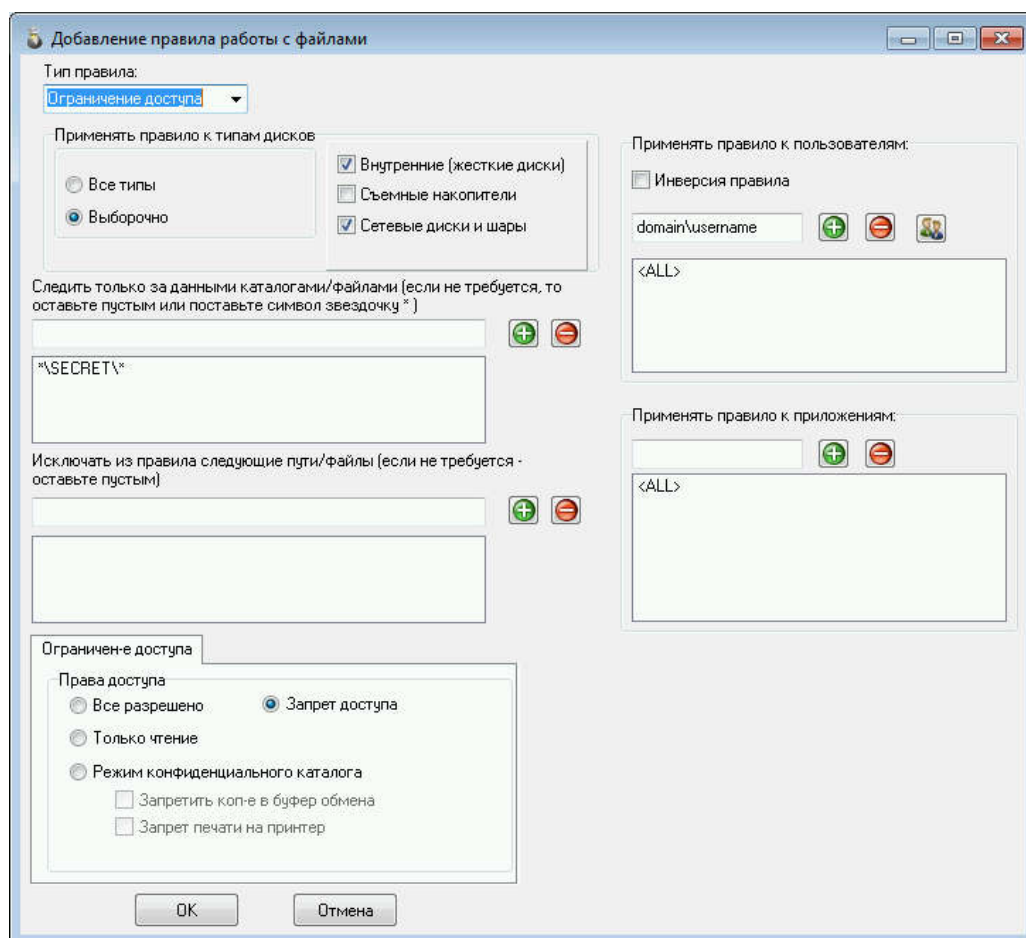 Добавление правила работы с файлами
Тип правила:
Ограничение доступа
Применять правило к типам дисков
Все типы
Выборочно
Внутренние (жесткие диски)
Съемные накопители
Сетевые диски и шары
Следить только за данными каталогами/файлами (если не требуется, то
оставьте пустым или поставьте символ звездочку * )
*\SECRET\*
Исключать из правила следующие пути/файлы (если не требуется -
оставьте пустым)
Ограничен-е доступа
Права доступа
Все разрешено
Запрет доступа
Только чтение
Режим конфиденциального каталога
Запретить коп-е в буфер обмена
Запрет печати на принтер
OK
Отмена
Применять правило к пользователям:
Инверсия правила
domain\username
<ALL>
Применять правило к приложениям:
<ALL>